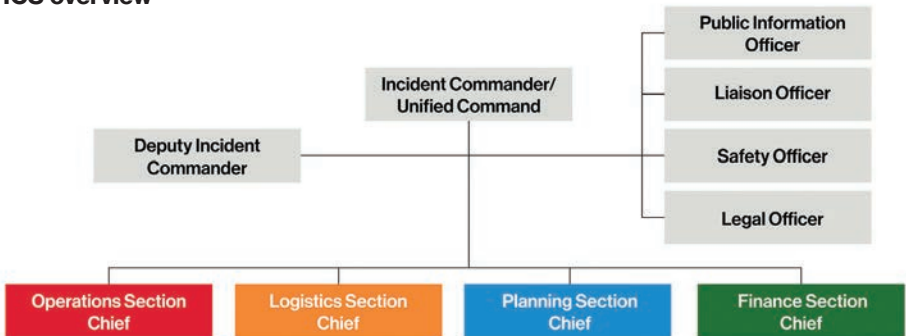 ICS overview
Public Information
Officer
Incident Commander/
Unified Command
Liaison Officer
Deputy Incident
Commander
Safety Officer
Legal Officer
Operations Section
Chief
Logistics Section
Chief
Planning Section
Chief
Finance Section
Chief